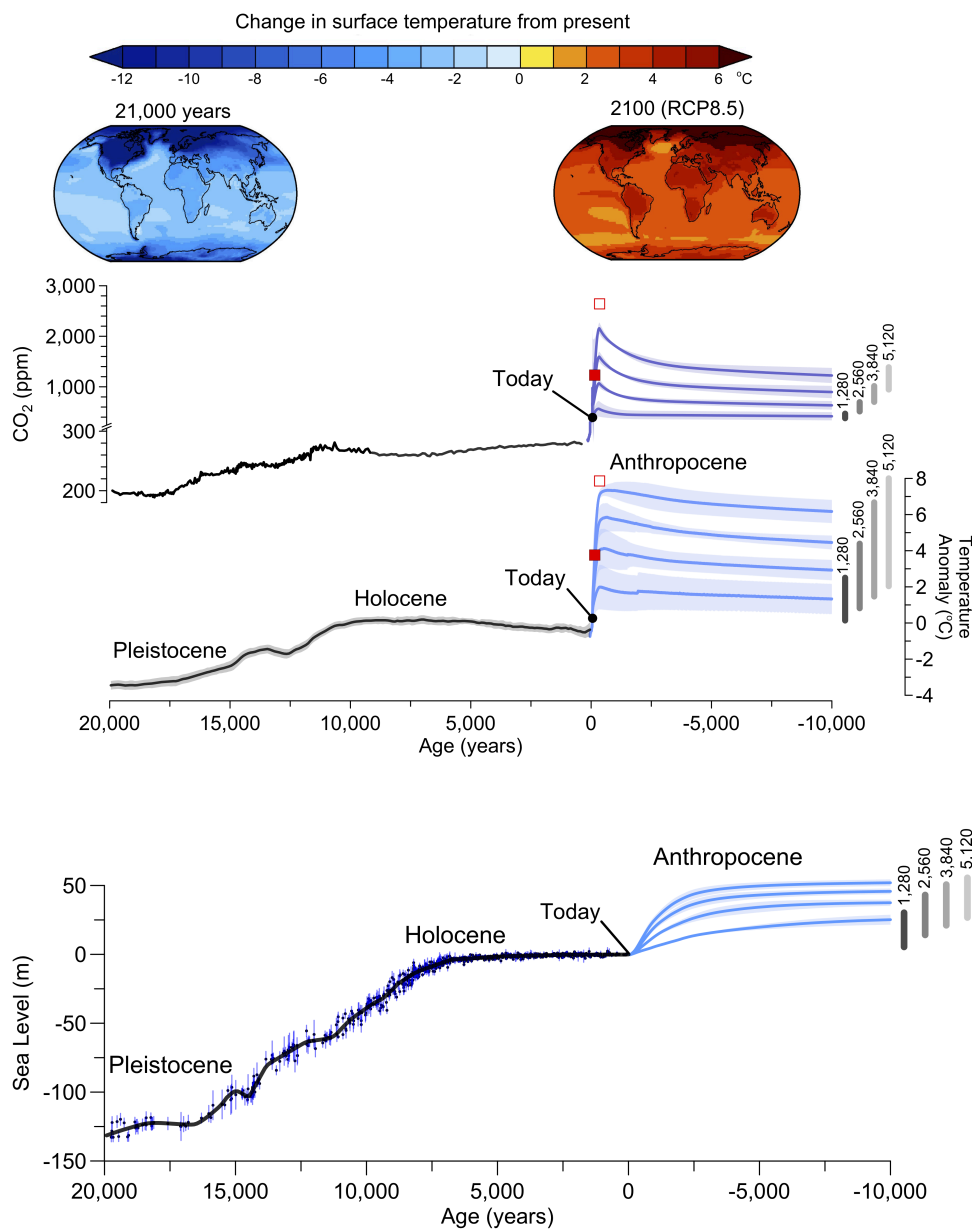 Change in surface temperature from present
-12 -10 -8 -6 -4 -2 0 2 4 6 °C
21,000 years
2100 (RCP8.5)
3,000
2,000
1,000
300
200
CO2 (ppm)
Today
1,280
2,560
3,840
5,120
Anthropocene
8
6
4
2
0
-2
-4
Temperature
Anomaly (°C)
1,280
2,560
3,840
5,120
Today
Holocene
Pleistocene
20,000 15,000 10,000 5,000 0 -5,000 -10,000
Age (years)
50
0
-50
-100
-150
Sea Level (m)
Anthropocene
1,280
2,560
3,840
5,120
Today
Holocene
Pleistocene
20,000 15,000 10,000 5,000 0 -5,000 -10,000
Age (years)